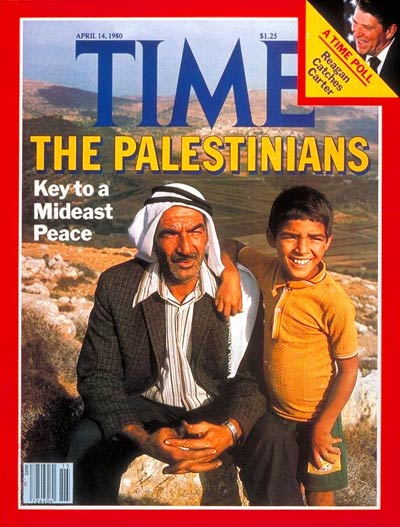 APRIL 14, 1980
$1.25
TIME
A TIME POLL
Reagan
Catches
Carter
THE PALESTINIANS
Key to a
Mideast
Peace